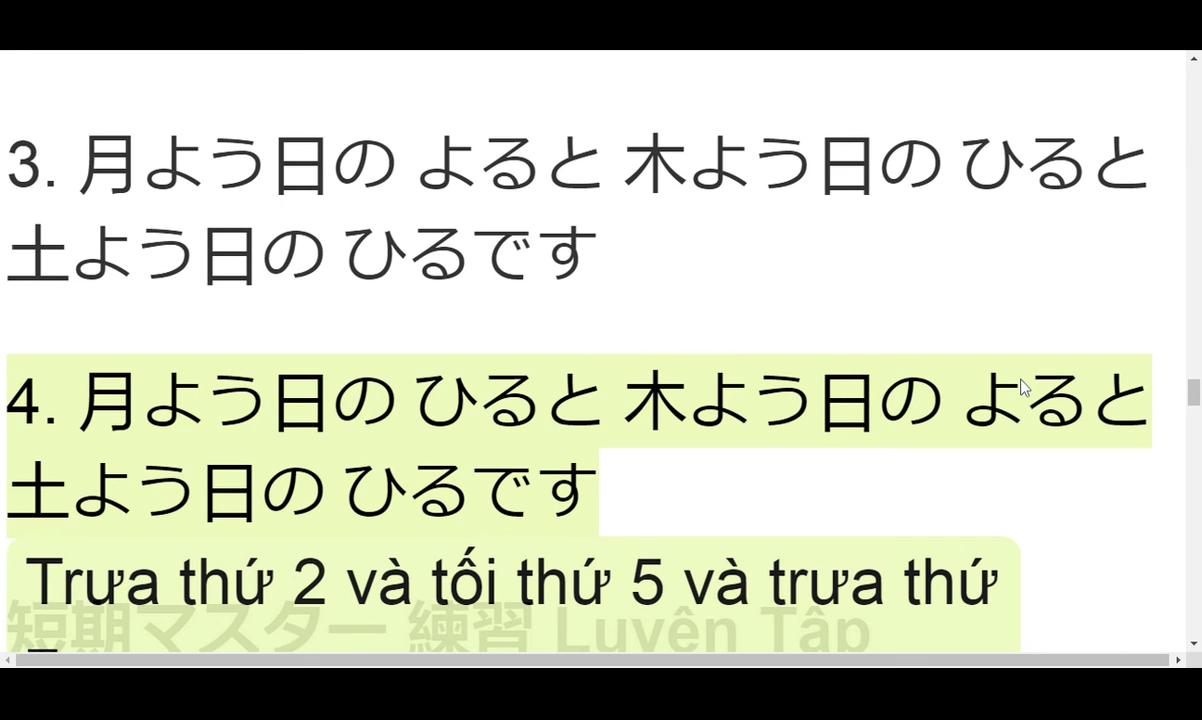 3. 月よう日の よると 木よう日の ひると
土よう日の ひるです
4. 月よう日の ひると 木よう日の よると
土よう日の ひるです
Trưa thứ 2 và tối thứ 5 và trưa thứ
短期マスター 練習 Luyện Tập